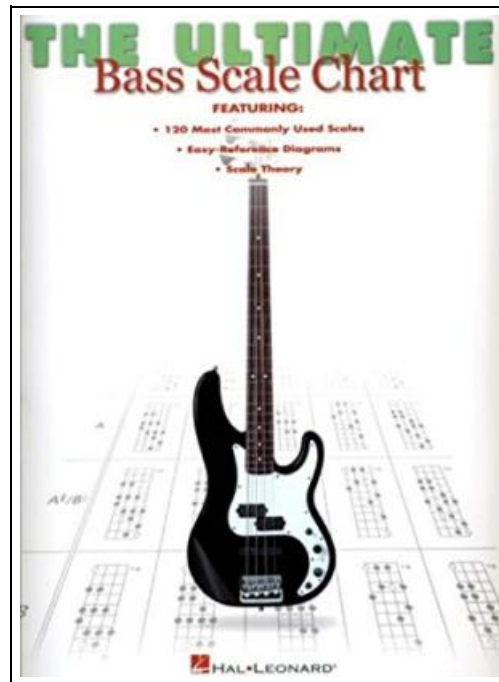 THE ULTIMATE
Bass Scale Chart
FEATURING:
• 120 Most Commonly Used Scales
• Easy-Reference Diagrams
• Scale Theory
A
A♯/B♭
B
HAL•LEONARD®